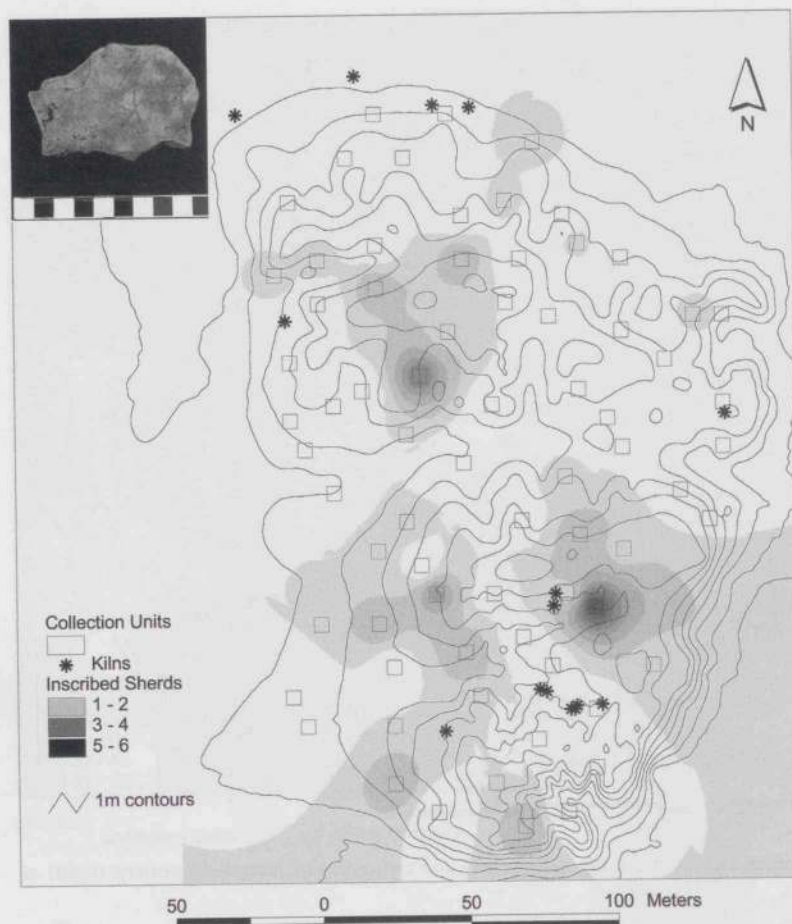 N
Collection Units
Kilns
Inscribed Sherds
1 - 2
3 - 4
5 - 6
1m contours
50 0 50 100 Meters